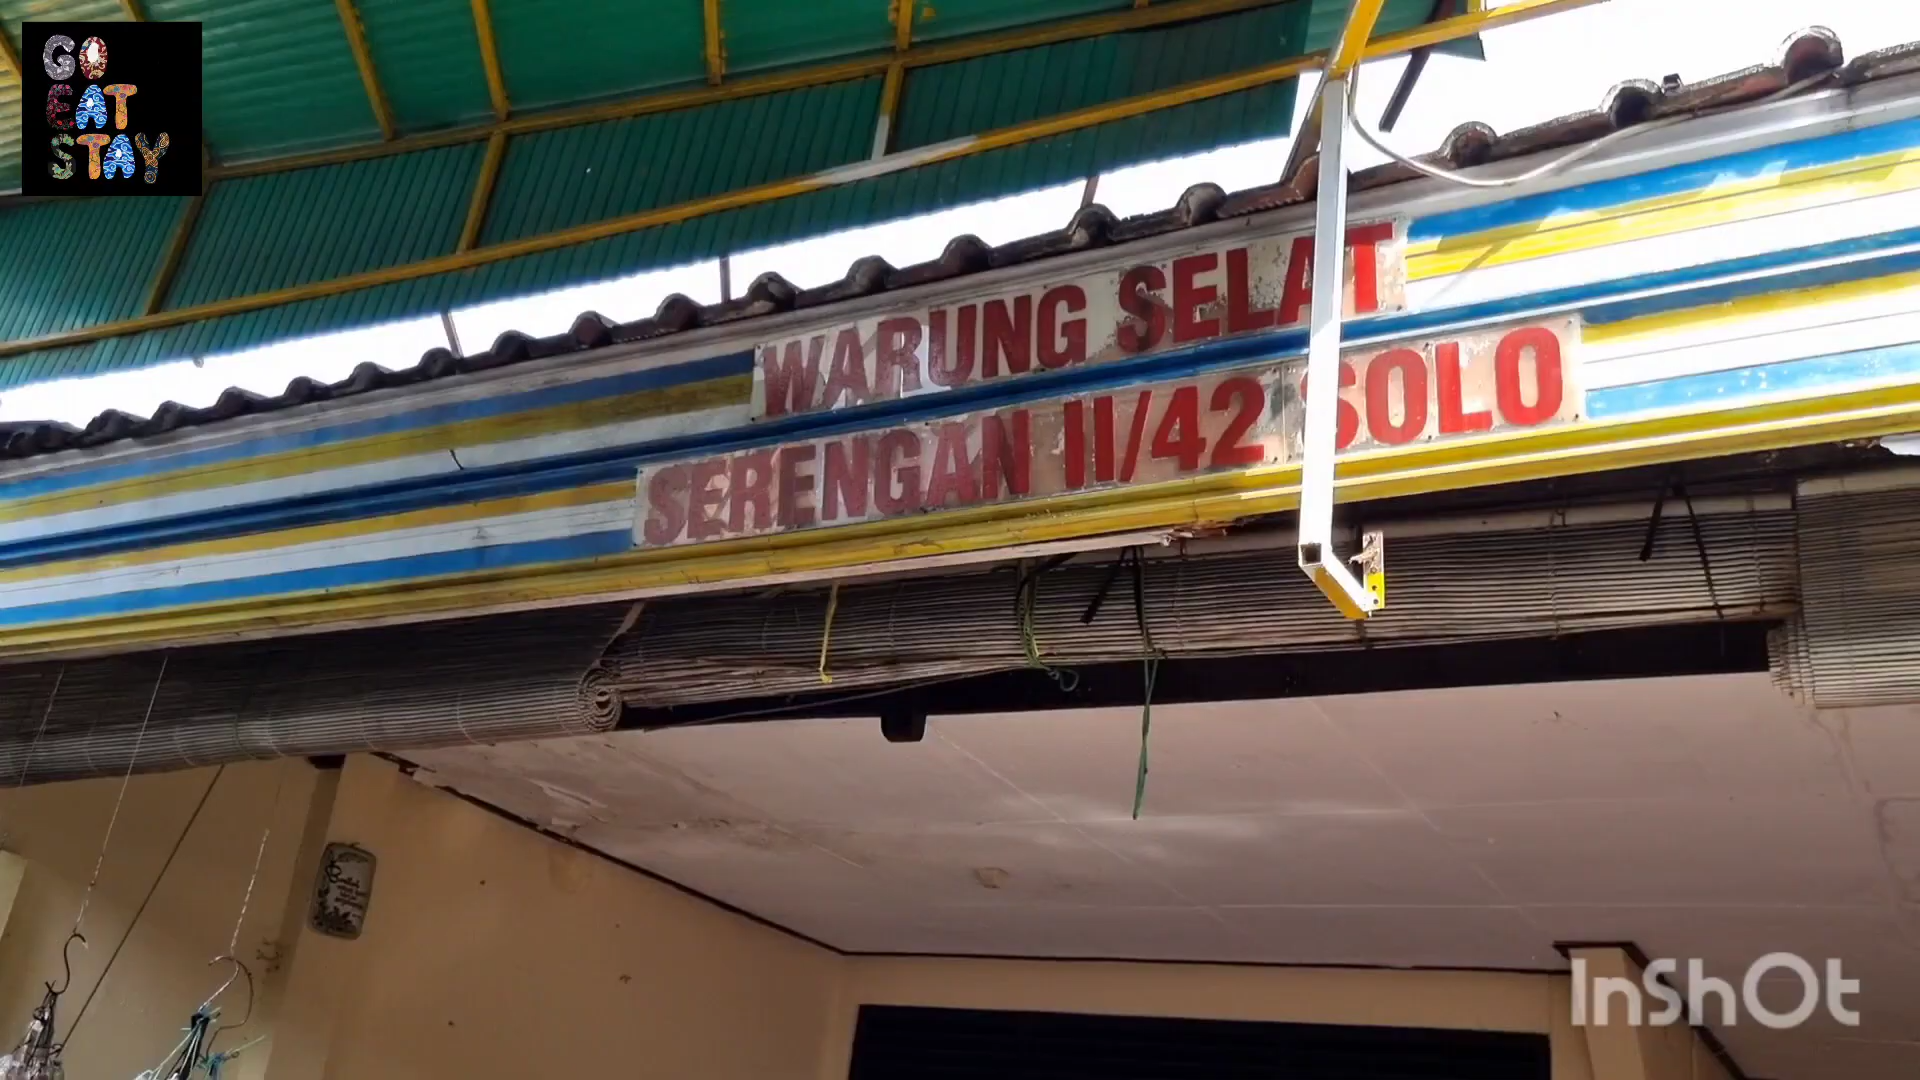 GO
EAT
STAY
WARUNG SELAT
SERENGAN II/42 SOLO
InShOt